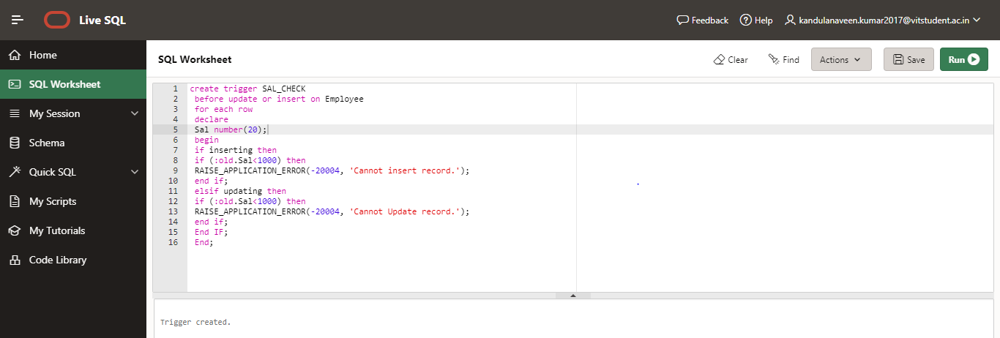 Live SQL
Feedback
Help
kandulanaveen.kumar2017@vitstudent.ac.in
Home
SQL Worksheet
My Session
Schema
Quick SQL
My Scripts
My Tutorials
Code Library
SQL Worksheet
Clear
Find
Actions
Save
Run
1 create trigger SAL_CHECK
2 before update or insert on Employee
3 for each row
4 declare
5 Sal number(20);
6 begin
7 if inserting then
8 if (:old.Sal<1000) then
9 RAISE_APPLICATION_ERROR(-20004, 'Cannot insert record.');
10 end if;
11 elsif updating then
12 if (:old.Sal<1000) then
13 RAISE_APPLICATION_ERROR(-20004, 'Cannot Update record.');
14 end if;
15 End IF;
16 End;
Trigger created.